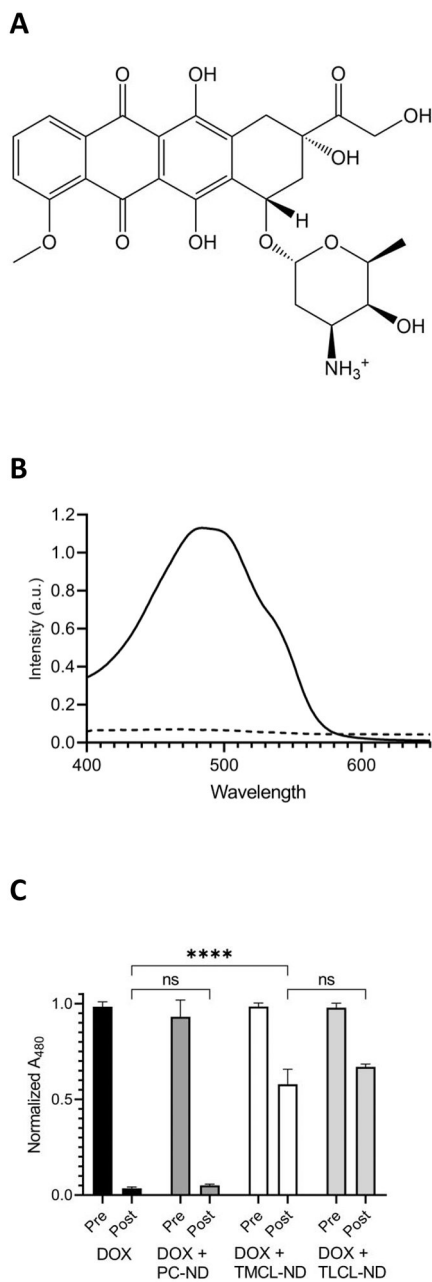 A
O
OH
O
OH
OH
O
O
OH
H
O
O
OH
NH3+
B
Intensity (a.u.)
1.2
1.0
0.8
0.6
0.4
0.2
0.0
400
500
600
Wavelength
C
****
ns
ns
Normalized A480
1.0
0.5
0.0
Pre
Post
Pre
Post
Pre
Post
Pre
Post
DOX
DOX +
PC-ND
DOX +
TMCL-ND
DOX +
TLCL-ND